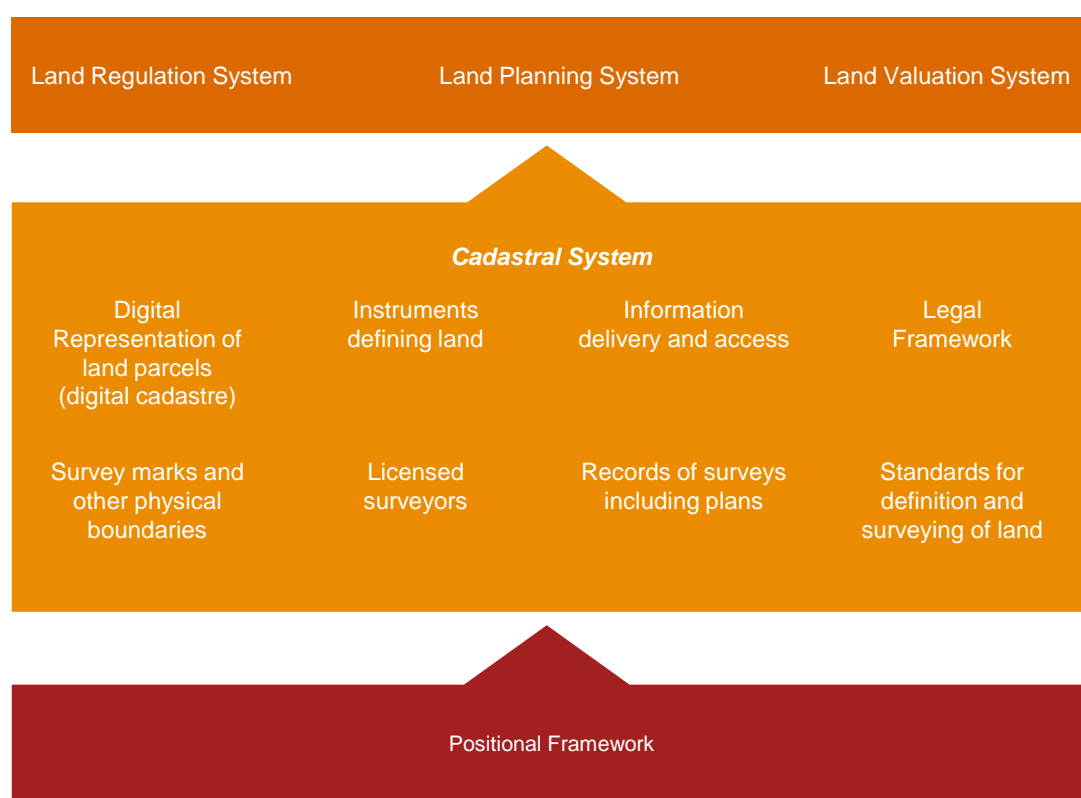 Land Regulation System
Land Planning System
Land Valuation System
Cadastral System
Digital
Representation of
land parcels
(digital cadastre)
Instruments
defining land
Information
delivery and access
Legal
Framework
Survey marks and
other physical
boundaries
Licensed
surveyors
Records of surveys
including plans
Standards for
definition and
surveying of land
Positional Framework